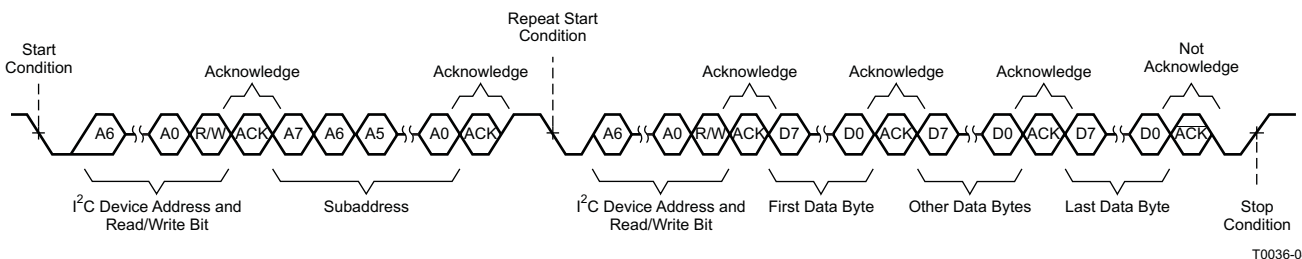 Repeat Start
Condition
Start
Condition
Not
Acknowledge
Acknowledge
Acknowledge
Acknowledge
Acknowledge
Acknowledge
A6 A0 R/W ACK A7 A6 A5 A0 ACK A6 A0 R/W ACK D7 D0 ACK D7 D0 ACK D7 D0 ACK
I2C Device Address and
Read/Write Bit
Subaddress
I2C Device Address and
Read/Write Bit
First Data Byte
Other Data Bytes
Last Data Byte
Stop
Condition
T0036-0